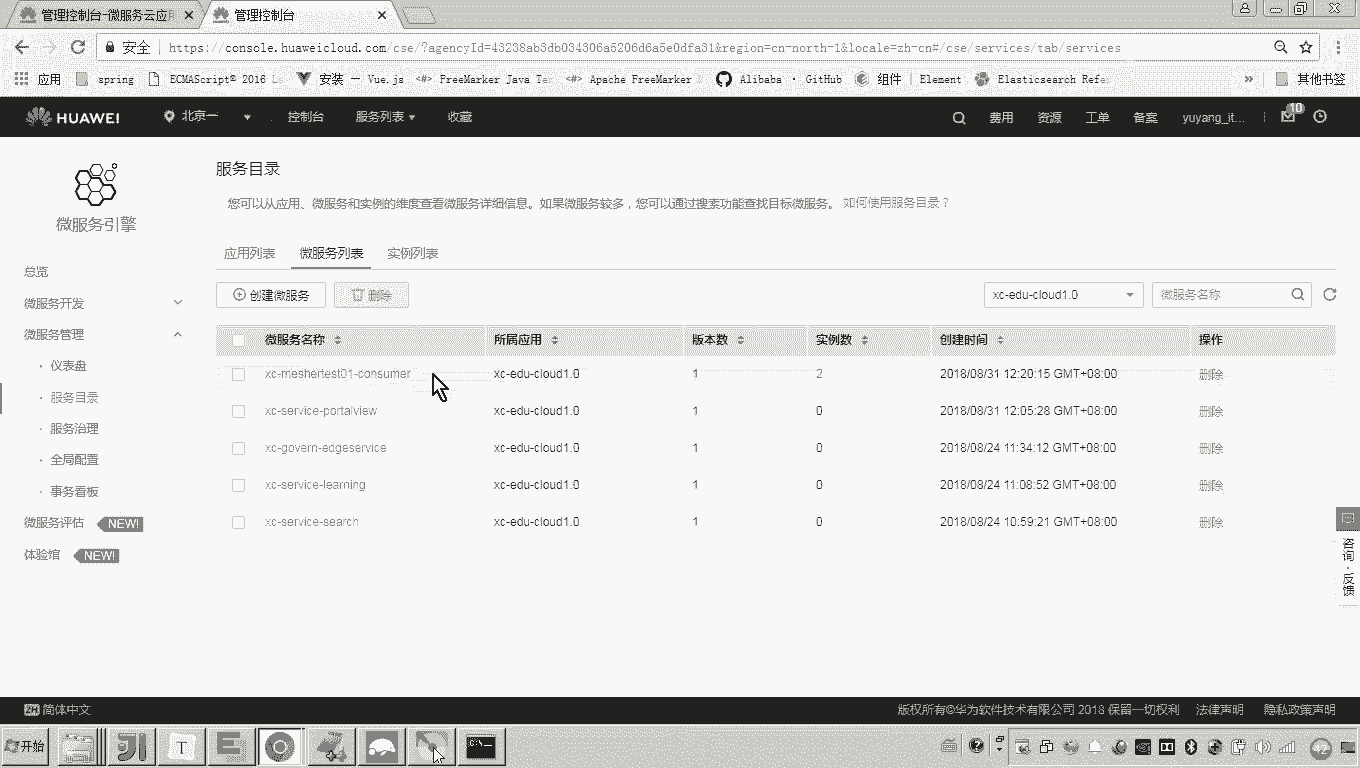 管理控制台-微服务云应用 管理控制台
安全 https://console.huaweicloud.com/cse/?agencyId=43238ab3db034306a520616a5e0dfa31&region=cn-north-1&locale=zh-cn#/cse/services/tab/services
应用 spring ECMAScript® 2016 安装 — Vue.js FreeMarker Java Apache FreeMarker Alibaba · GitHub 组件 | Element Elasticsearch » 其他书签
HUAWEI 北京一 控制台 服务列表 收藏 费用 资源 工单 备案 yuyang_it... 10
微服务引擎
总览
微服务开发
微服务管理
· 仪表盘
· 服务目录
· 服务治理
· 全局配置
· 事务看板
微服务评估 NEW!
体验馆 NEW!
服务目录
您可以从应用、微服务和实例的维度查看微服务详细信息。如果微服务较多，您可以通过搜索功能查找目标微服务。 如何使用服务目录？
应用列表 微服务列表 实例列表
创建微服务 删除 xc-edu-cloud1.0 微服务名称
微服务名称 所属应用 版本数 实例数 创建时间 操作
xc-meshertest01-consumer xc-edu-cloud1.0 1 2 2018/08/31 12:20:15 GMT+08:00 删除
xc-service-portalview xc-edu-cloud1.0 1 0 2018/08/31 12:05:28 GMT+08:00 删除
xc-govern-edgeservice xc-edu-cloud1.0 1 0 2018/08/24 11:34:12 GMT+08:00 删除
xc-service-learning xc-edu-cloud1.0 1 0 2018/08/24 11:08:52 GMT+08:00 删除
xc-service-search xc-edu-cloud1.0 1 0 2018/08/24 10:59:21 GMT+08:00 删除
咨询·反馈
ZH 简体中文 版权所有©华为软件技术有限公司 2018 保留一切权利 法律声明 隐私政策声明
开始 T C:\ 42